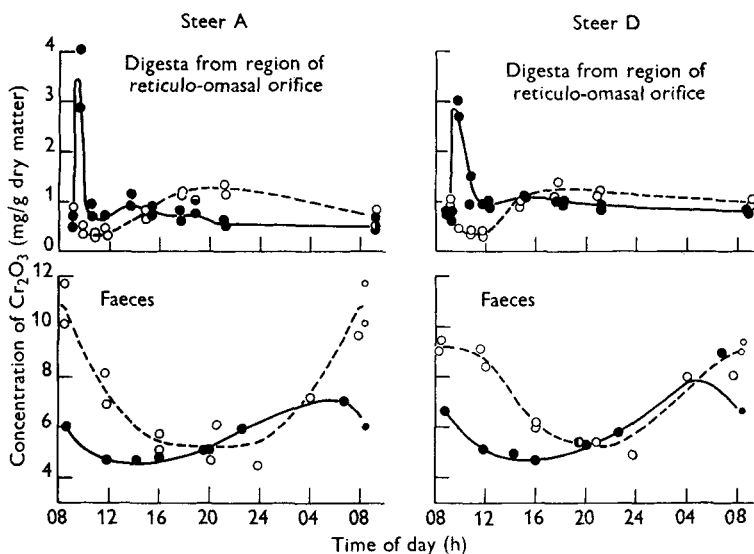 Steer A
Steer D
Digesta from region of
reticulo-omasal orifice
Digesta from region of
reticulo-omasal orifice
4
3
2
1
0
Concentration of Cr₂O₃ (mg/g dry matter)
12
10
8
6
4
Faeces
Faeces
08 12 16 20 24 04 08
08 12 16 20 24 04 08
Time of day (h)